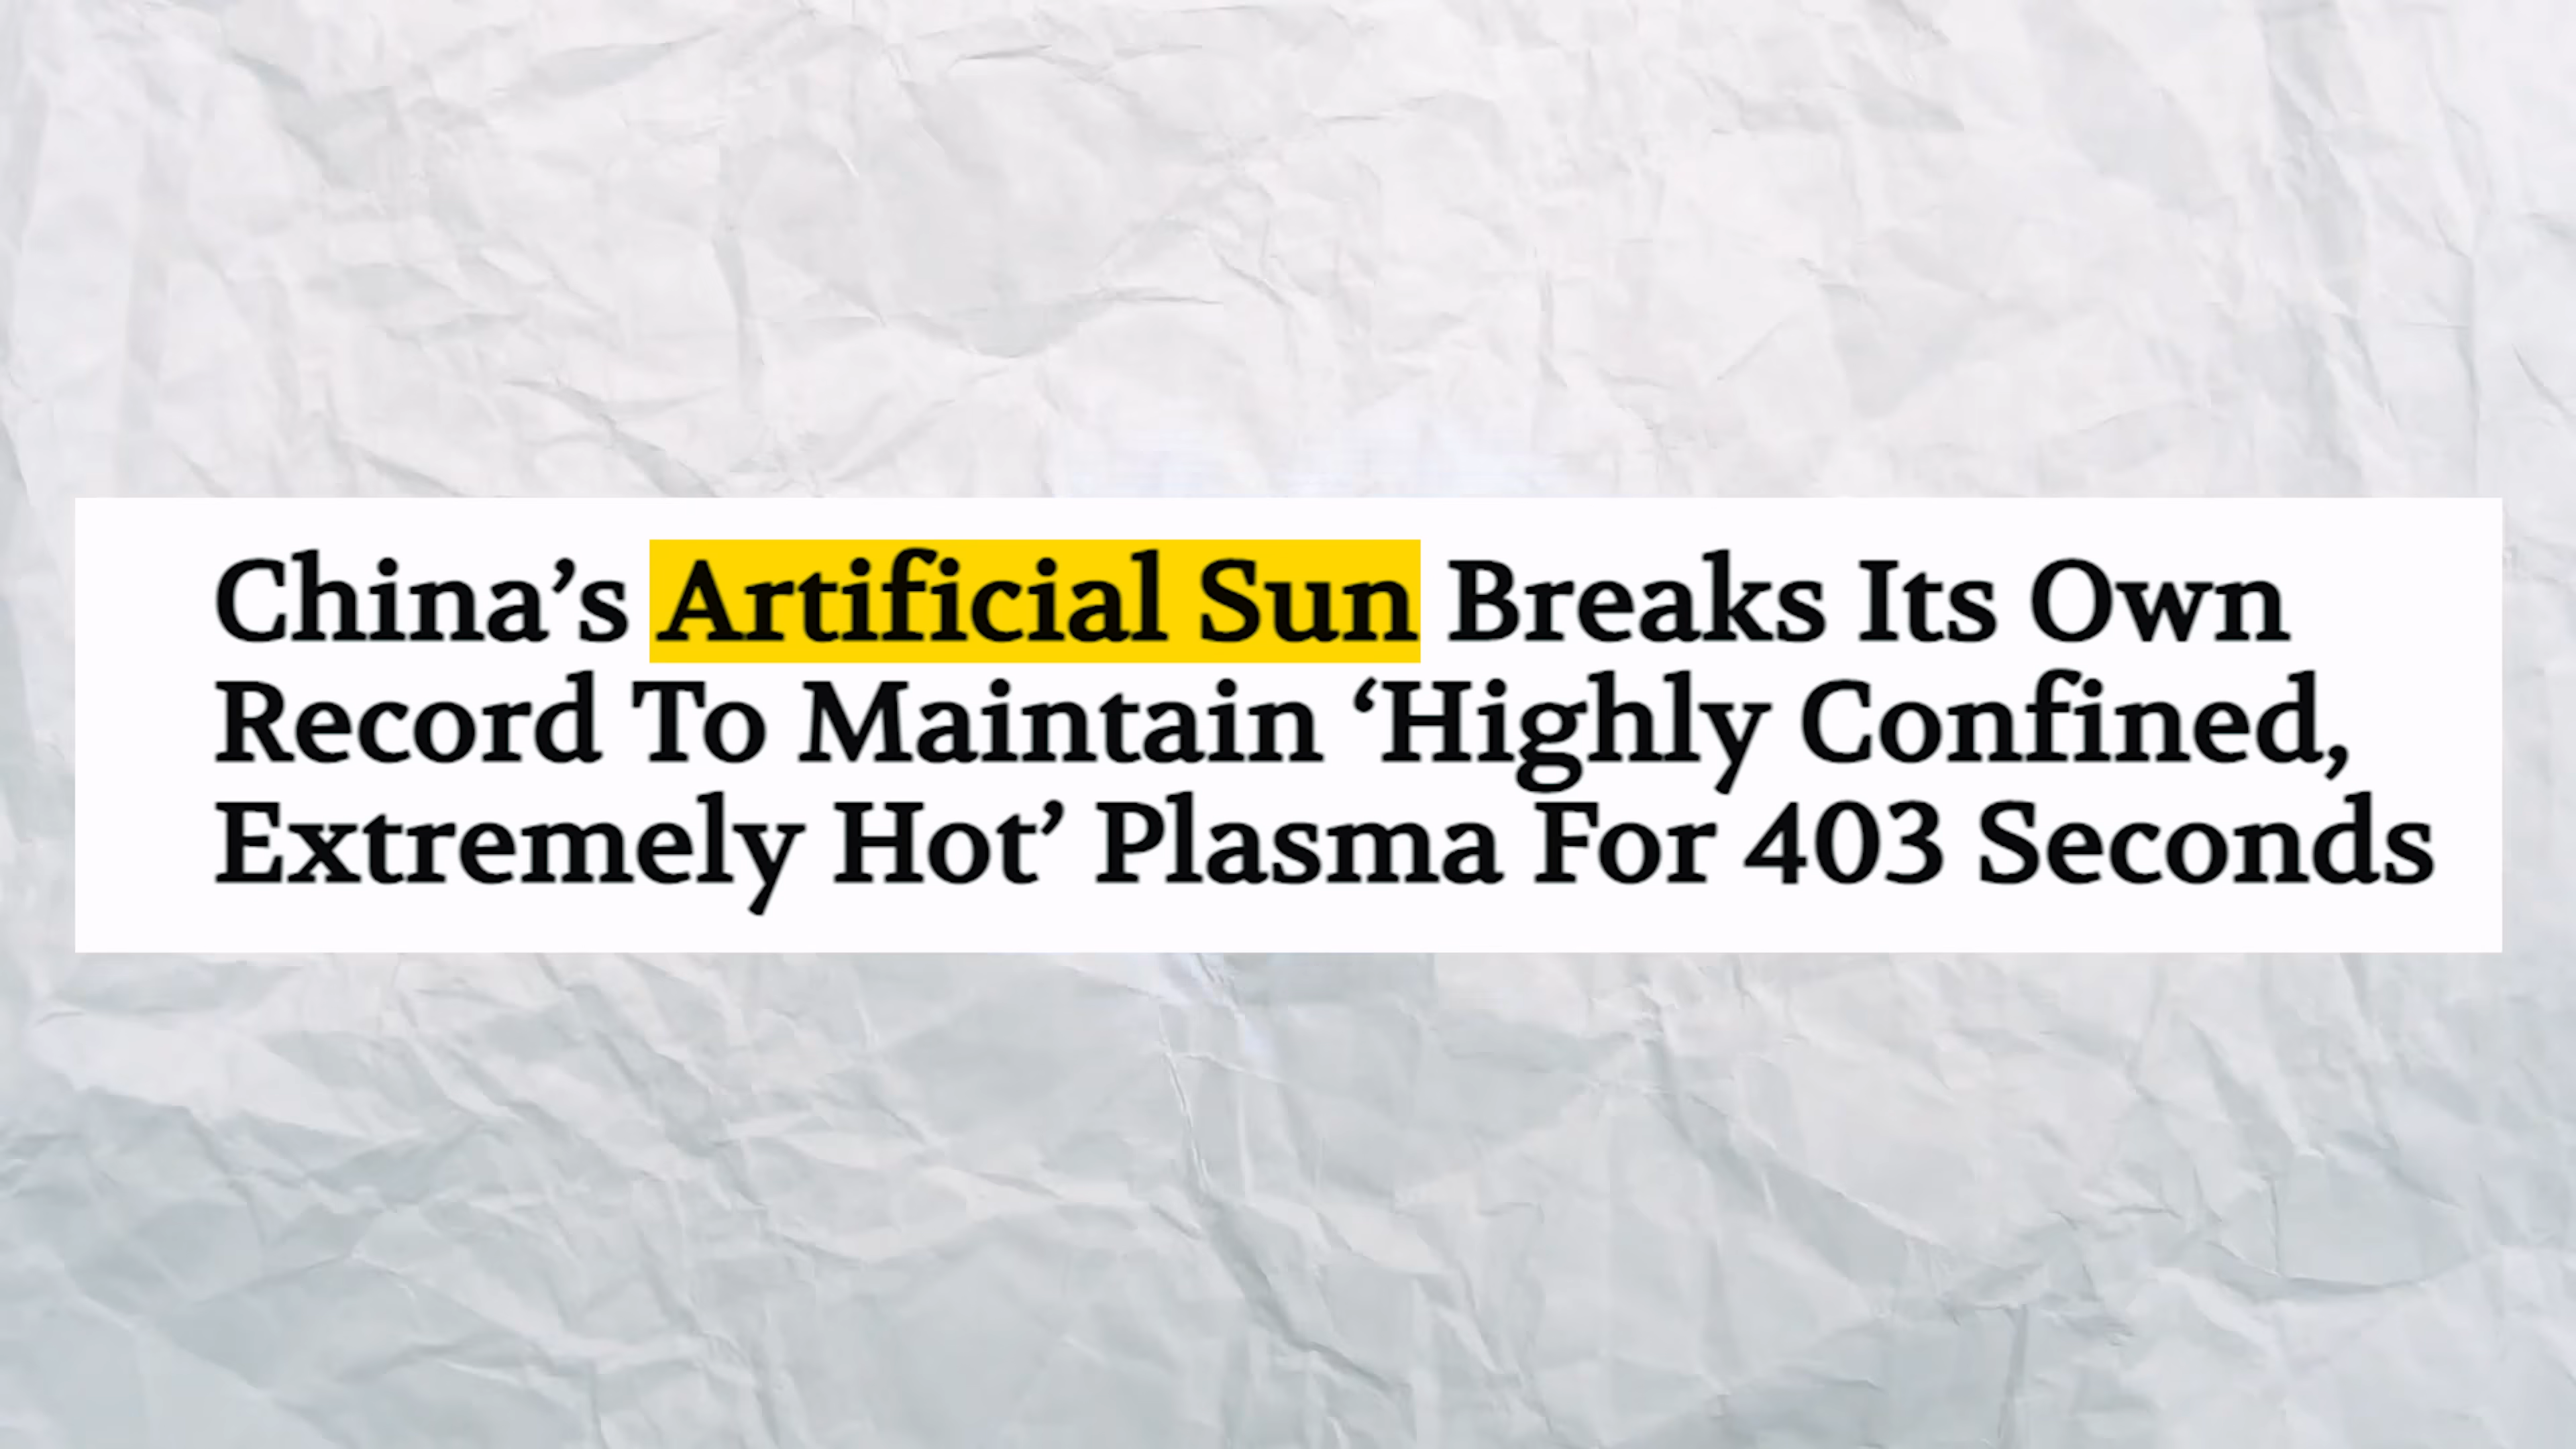 China’s Artificial Sun Breaks Its Own
Record To Maintain ‘Highly Confined,
Extremely Hot’ Plasma For 403 Seconds